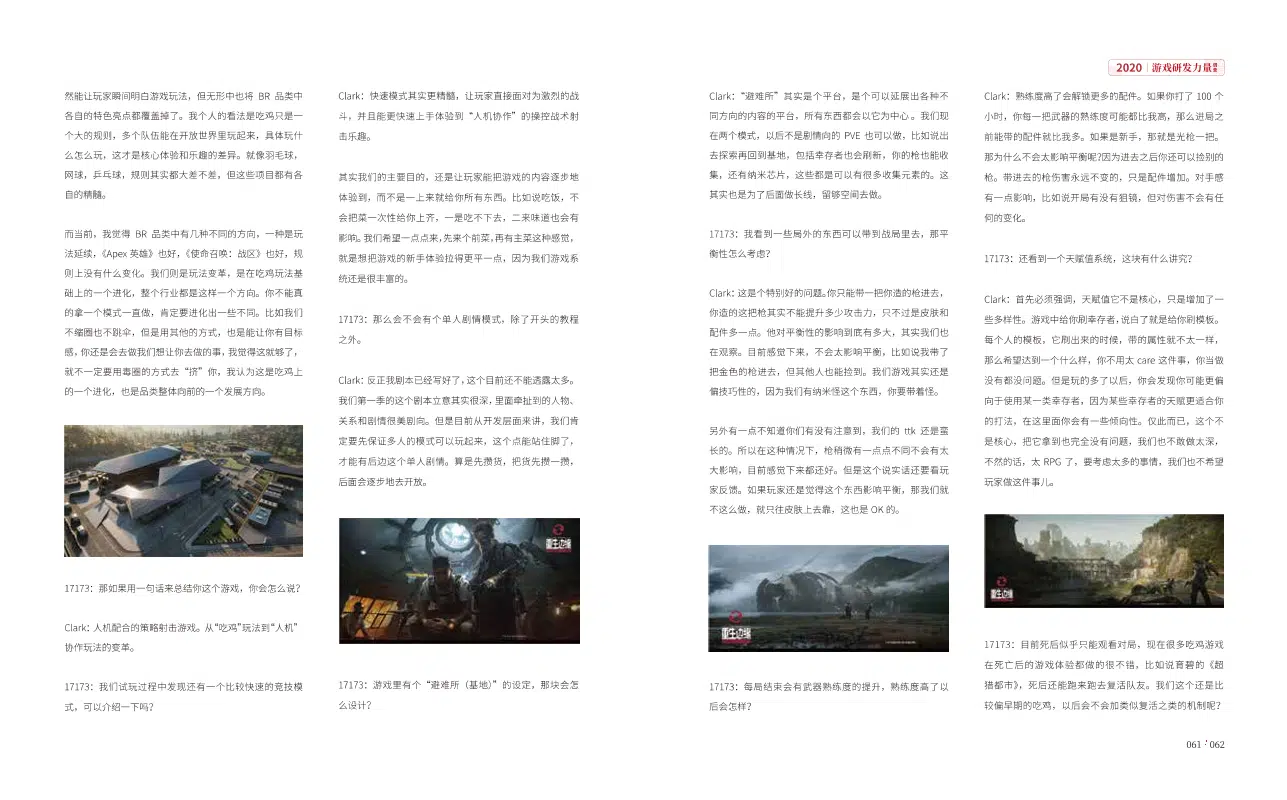 2020 游戏研发力量
然能让玩家瞬间明白游戏玩法，但无形中也将 BR 品类中
各自的特色亮点都覆盖掉了。我个人的看法是吃鸡只是一
个大的规则，多个队伍能在开放世界里玩起来，具体玩什
么怎么玩，这才是核心体验和乐趣的差异。就像羽毛球，
网球，乒乓球，规则其实都大差不差，但这些项目都有各
自的精髓。
而当前，我觉得 BR 品类中有几种不同的方向，一种是玩
法延续，《Apex 英雄》也好，《使命召唤：战区》也好，规
则上没有什么变化。我们则是玩法变革，是在吃鸡玩法基
础上的一个进化，整个行业都是这样一个方向。你不能真
的拿一个模式一直做，肯定要进化出一些不同。比如我们
不缩圈也不跳伞，但是用其他的方式，也是能让你有目标
感，你还是会去做我们想让你去做的事，我觉得这就够了，
就不一定要用毒圈的方式去“挤”你，我认为这是吃鸡上
的一个进化，也是品类整体向前的一个发展方向。
17173：那如果用一句话来总结你这个游戏，你会怎么说？
Clark：人机配合的策略射击游戏。从“吃鸡”玩法到“人机”
协作玩法的变革。
17173：我们试玩过程中发现还有一个比较快速的竞技模
式，可以介绍一下吗？
Clark：快速模式其实更精髓，让玩家直接面对为激烈的战
斗，并且能更快速上手体验到“人机协作”的操控战术射
击乐趣。
其实我们的主要目的，还是让玩家能把游戏的内容逐步地
体验到，而不是一上来就给你所有东西。比如说吃饭，不
会把菜一次性给你上齐，一是吃不下去，二来味道也会有
影响。我们希望一点点来，先来个前菜，再有主菜这种感觉，
就是想把游戏的新手体验拉得更平一点，因为我们游戏系
统还是很丰富的。
17173：那么会不会有个单人剧情模式，除了开头的教程
之外。
Clark：反正我剧本已经写好了，这个目前还不能透露太多。
我们第一季的这个剧本立意其实很深，里面牵扯到的人物、
关系和剧情很美剧向。但是目前从开发层面来讲，我们肯
定要先保证多人的模式可以玩起来，这个点能站住脚了，
才能有后边这个单人剧情。算是先攒货，把货先攒一攒，
后面会逐步地去开放。
重生边缘
17173：游戏里有个“避难所（基地）”的设定，那块会怎
么设计？
Clark：“避难所”其实是个平台，是个可以延展出各种不
同方向的内容的平台，所有东西都会以它为中心 。我们现
在两个模式，以后不是剧情向的 PVE 也可以做，比如说出
去探索再回到基地，包括幸存者也会刷新，你的枪也能收
集，还有纳米芯片，这些都是可以有很多收集元素的。这
其实也是为了后面做长线，留够空间去做。
17173：我看到一些局外的东西可以带到战局里去，那平
衡性怎么考虑？
Clark：这是个特别好的问题。你只能带一把你造的枪进去，
你造的这把枪其实不能提升多少攻击力，只不过是皮肤和
配件多一点。他对平衡性的影响到底有多大，其实我们也
在观察。目前感觉下来，不会太影响平衡，比如说我带了
把金色的枪进去，但其他人也能捡到。我们游戏其实还是
偏技巧性的，因为我们有纳米怪这个东西，你要带着怪。
另外有一点不知道你们有没有注意到，我们的 ttk 还是蛮
长的。所以在这种情况下，枪稍微有一点点不同不会有太
大影响，目前感觉下来都还好。但是这个说实话还要看玩
家反馈。如果玩家还是觉得这个东西影响平衡，那我们就
不这么做，就只往皮肤上去靠，这也是 OK 的。
重生边缘
17173：每局结束会有武器熟练度的提升，熟练度高了以
后会怎样？
Clark：熟练度高了会解锁更多的配件。如果你打了 100 个
小时，你每一把武器的熟练度可能都比我高，那么进局之
前能带的配件就比我多。如果是新手，那就是光枪一把。
那为什么不会太影响平衡呢？因为进去之后你还可以捡别的
枪。带进去的枪伤害永远不变的，只是配件增加。对手感
有一点影响，比如说开局有没有狙镜，但对伤害不会有任
何的变化。
17173：还看到一个天赋值系统，这块有什么讲究？
Clark：首先必须强调，天赋值它不是核心，只是增加了一
些多样性。游戏中给你刷幸存者，说白了就是给你刷模板。
每个人的模板，它刷出来的时候，带的属性就不太一样，
那么希望达到一个什么样，你不用太 care 这件事，你当做
没有都没问题。但是玩的多了以后，你会发现你可能更偏
向于使用某一类幸存者，因为某些幸存者的天赋更适合你
的打法，在这里面你会有一些倾向性。仅此而已，这个不
是核心，把它拿到也完全没有问题，我们也不敢做太深，
不然的话，太 RPG 了，要考虑太多的事情，我们也不希望
玩家做这件事儿。
重生边缘
17173：目前死后似乎只能观看对局，现在很多吃鸡游戏
在死亡后的游戏体验都做的很不错，比如说育碧的《超
猎都市》，死后还能跑来跑去复活队友。我们这个还是比
较偏早期的吃鸡，以后会不会加类似复活之类的机制呢？
061 : 062